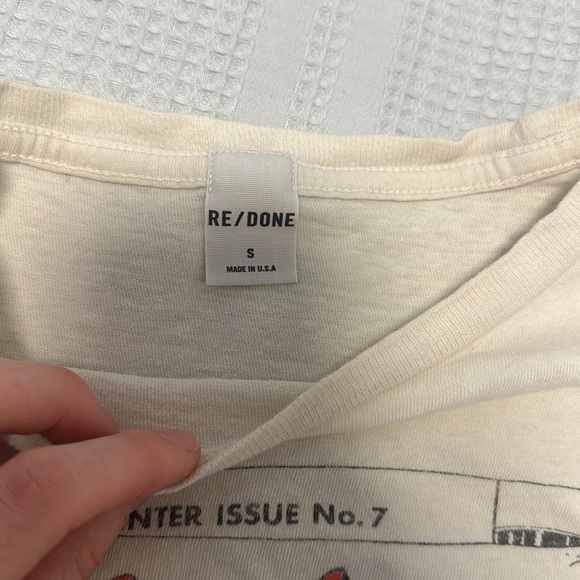 RE/DONE
S
MADE IN U.S.A
NTER ISSUE No. 7